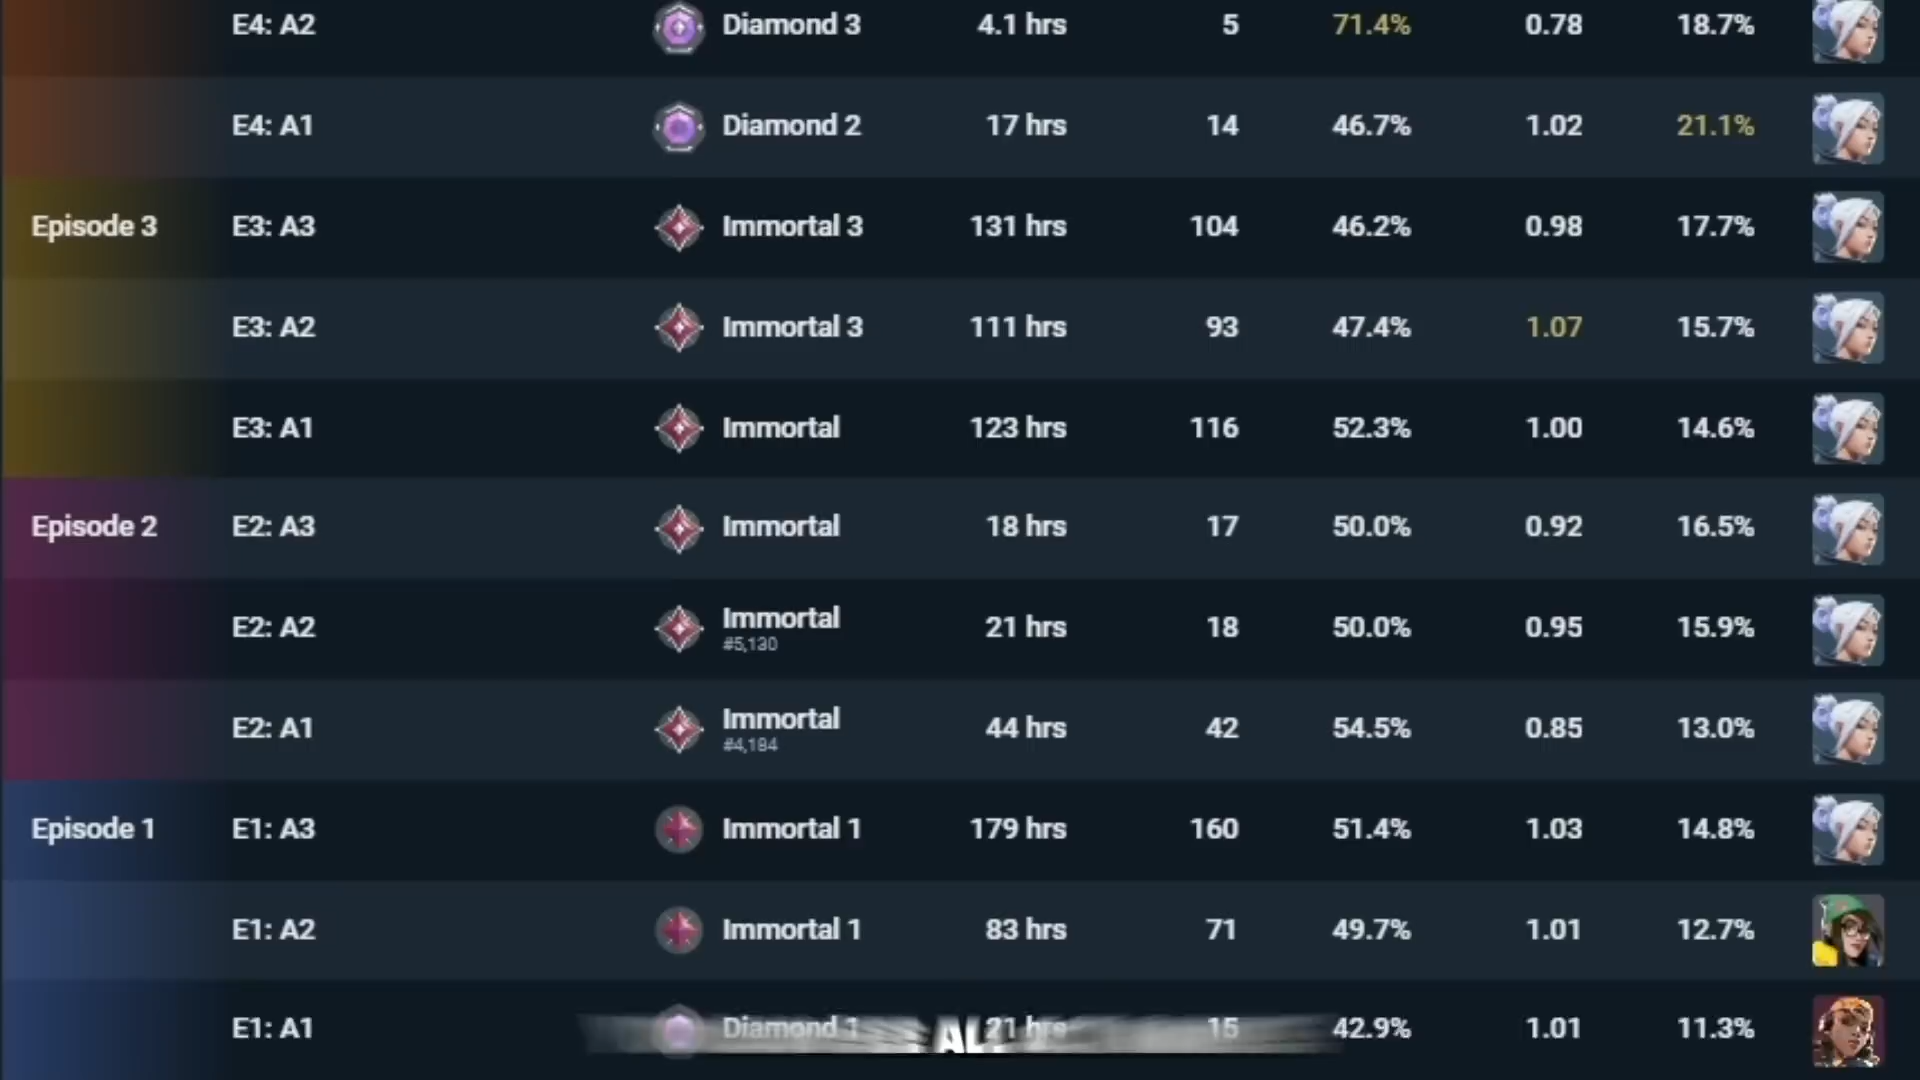 E4: A2 Diamond 3 4.1 hrs 5 71.4% 0.78 18.7%
E4: A1 Diamond 2 17 hrs 14 46.7% 1.02 21.1%
Episode 3 E3: A3 Immortal 3 131 hrs 104 46.2% 0.98 17.7%
E3: A2 Immortal 3 111 hrs 93 47.4% 1.07 15.7%
E3: A1 Immortal 123 hrs 116 52.3% 1.00 14.6%
Episode 2 E2: A3 Immortal 18 hrs 17 50.0% 0.92 16.5%
E2: A2 Immortal 21 hrs 18 50.0% 0.95 15.9%
#5,130
E2: A1 Immortal 44 hrs 42 54.5% 0.85 13.0%
#4,184
Episode 1 E1: A3 Immortal 1 179 hrs 160 51.4% 1.03 14.8%
E1: A2 Immortal 1 83 hrs 71 49.7% 1.01 12.7%
E1: A1 Diamond 1 21 hrs 15 42.9% 1.01 11.3%